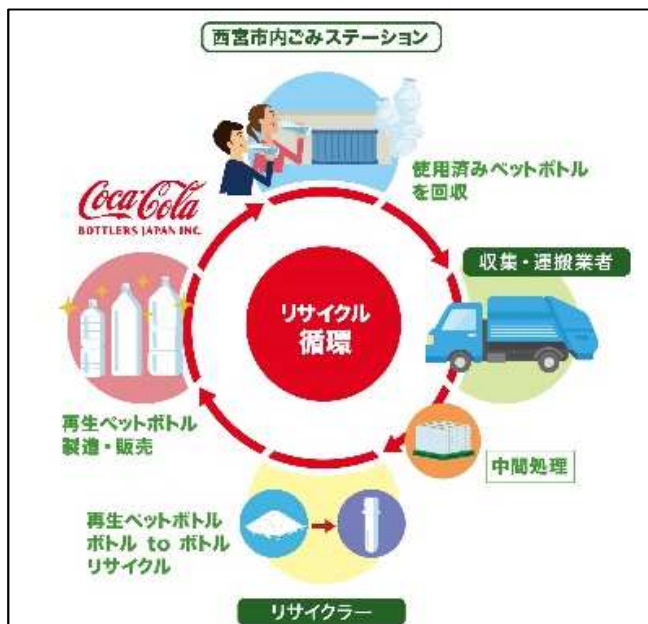 西宮市内ごみステーション
使用済みペットボトル
を回収
Coca-Cola
BOTTLERS JAPAN INC.
収集・運搬業者
リサイクル
循環
再生ペットボトル
製造・販売
中間処理
再生ペットボトル
ボトル to ボトル
リサイクル
リサイクラー